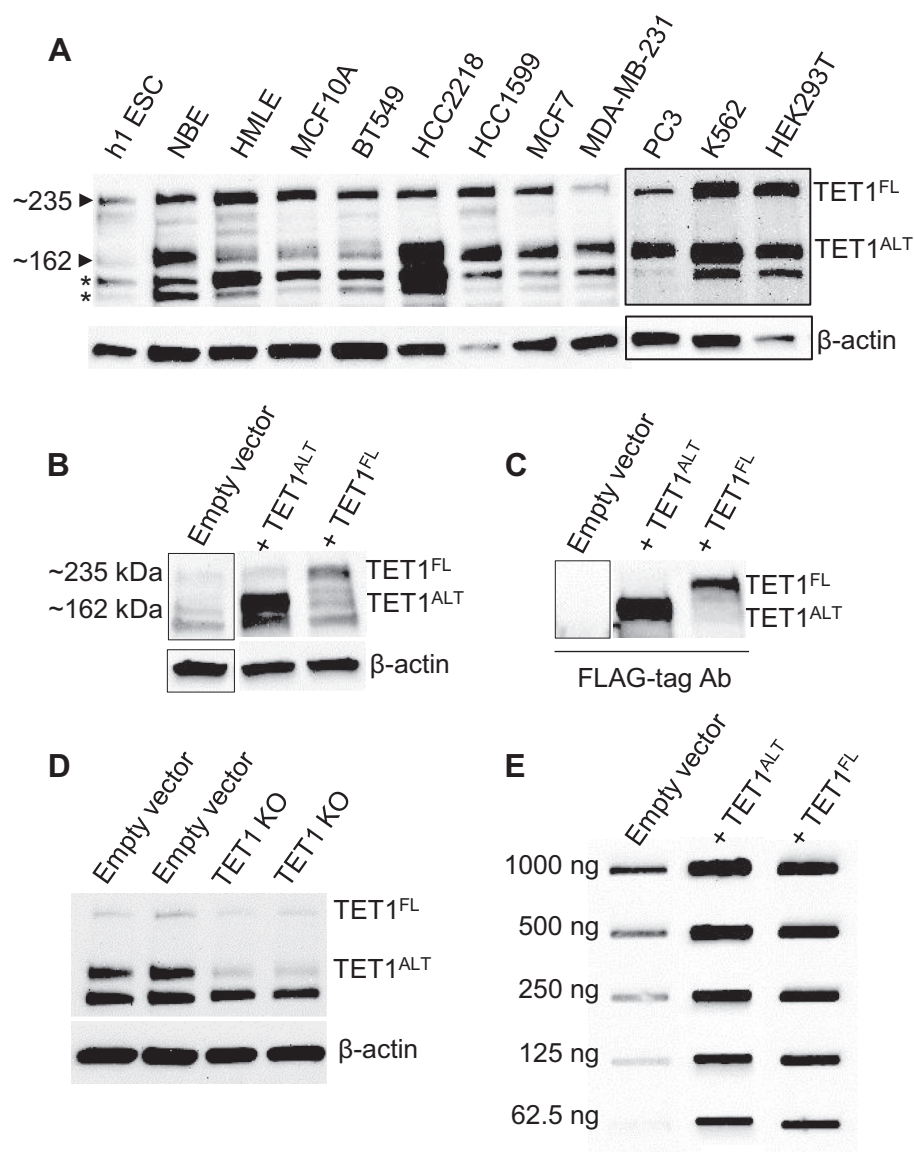 A
h1 ESC
NBE
HMLE
MCF10A
BT549
HCC2218
HCC1599
MCF7
MDA-MB-231
PC3
K562
HEK293T
~235
TET1FL
~162
TET1ALT
*
*
β-actin
B
Empty vector
+ TET1ALT
+ TET1FL
~235 kDa
TET1FL
~162 kDa
TET1ALT
β-actin
C
Empty vector
+ TET1ALT
+ TET1FL
TET1FL
TET1ALT
FLAG-tag Ab
D
Empty vector
Empty vector
TET1 KO
TET1 KO
TET1FL
TET1ALT
β-actin
E
Empty vector
+ TET1ALT
+ TET1FL
1000 ng
500 ng
250 ng
125 ng
62.5 ng